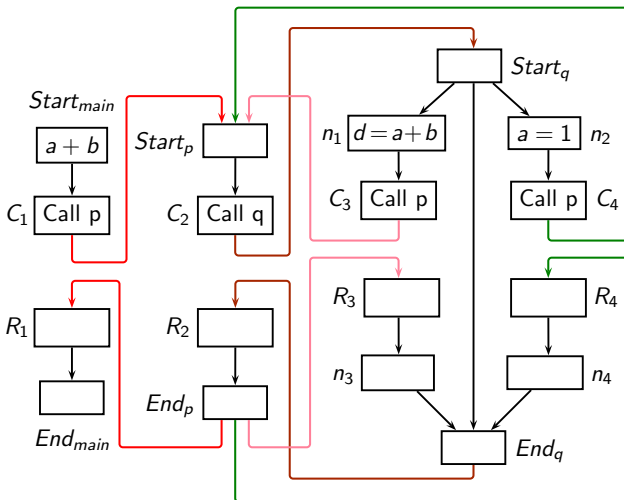 Start_q
Start_main
a + b
Start_p
n_1
d = a + b
a = 1
n_2
C_1
Call p
C_2
Call q
C_3
Call p
Call p
C_4
R_1
R_2
R_3
R_4
n_3
n_4
End_p
End_main
End_q